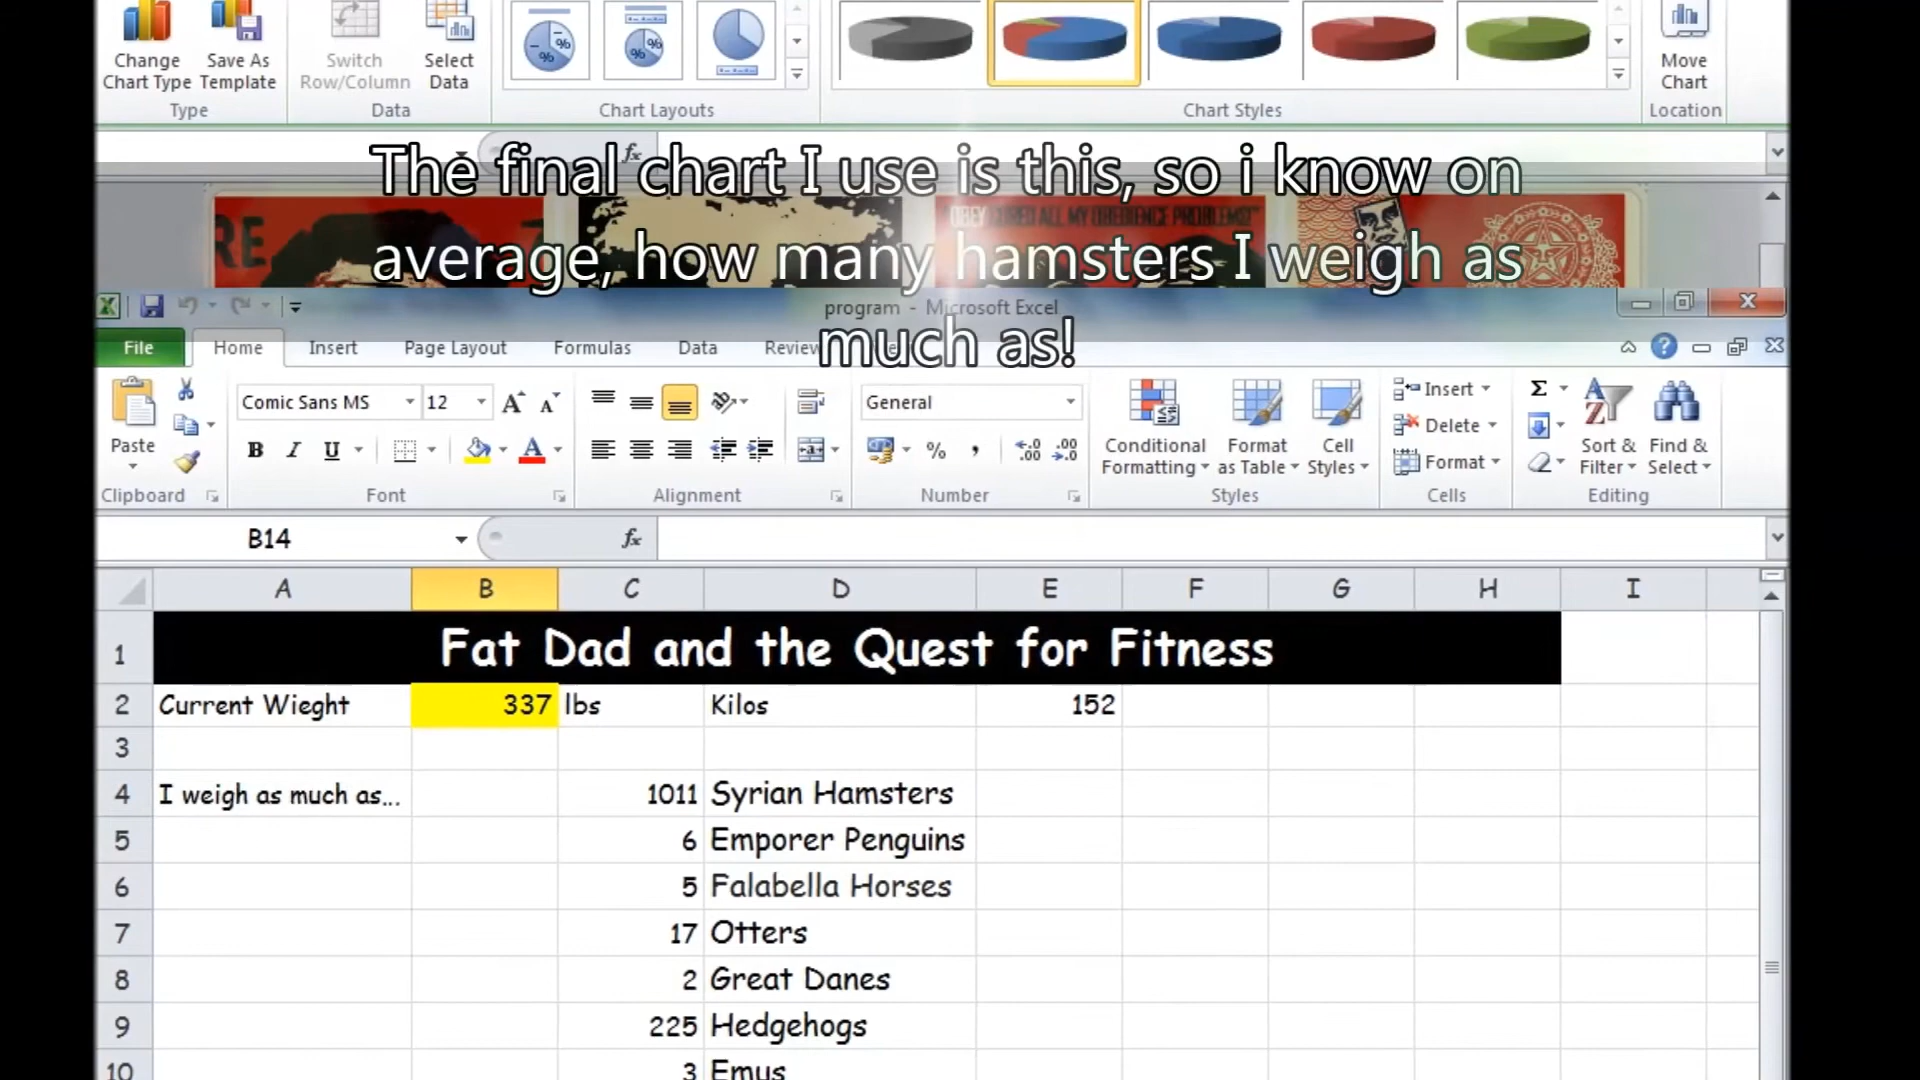 Change
Chart Type
Save As
Template
Switch
Row/Column
Select
Data
Type
Data
Chart Layouts
Chart Styles
Move
Chart
Location
fx
The final chart I use is this, so i know on
average, how many hamsters I weigh as
much as!
program - Microsoft Excel
File Home Insert Page Layout Formulas Data Review
Paste
Clipboard
Comic Sans MS 12
B I U
Font
Alignment
General
%
Number
Conditional
Formatting
Format
as Table
Cell
Styles
Styles
Insert
Delete
Format
Cells
Sort &
Filter
Find &
Select
Editing
B14 fx
A B C D E F G H I
1 Fat Dad and the Quest for Fitness
2 Current Wieght 337 lbs Kilos 152
3
4 I weigh as much as... 1011 Syrian Hamsters
5 6 Emporer Penguins
6 5 Falabella Horses
7 17 Otters
8 2 Great Danes
9 225 Hedgehogs
10 3 Emus